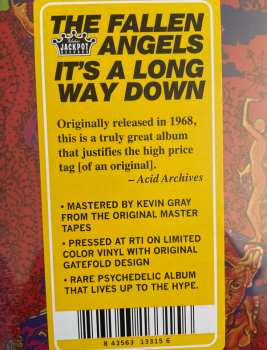 THE FALLEN
JACKPOT
ANGELS
IT'S A LONG
WAY DOWN
Originally released in 1968,
this is a truly great album
that justifies the high price
tag [of an original].
– Acid Archives
• MASTERED BY KEVIN GRAY
FROM THE ORIGINAL MASTER
TAPES
• PRESSED AT RTI ON LIMITED
COLOR VINYL WITH ORIGINAL
GATEFOLD DESIGN
• RARE PSYCHEDELIC ALBUM
THAT LIVES UP TO THE HYPE.
8 43563 13315 6